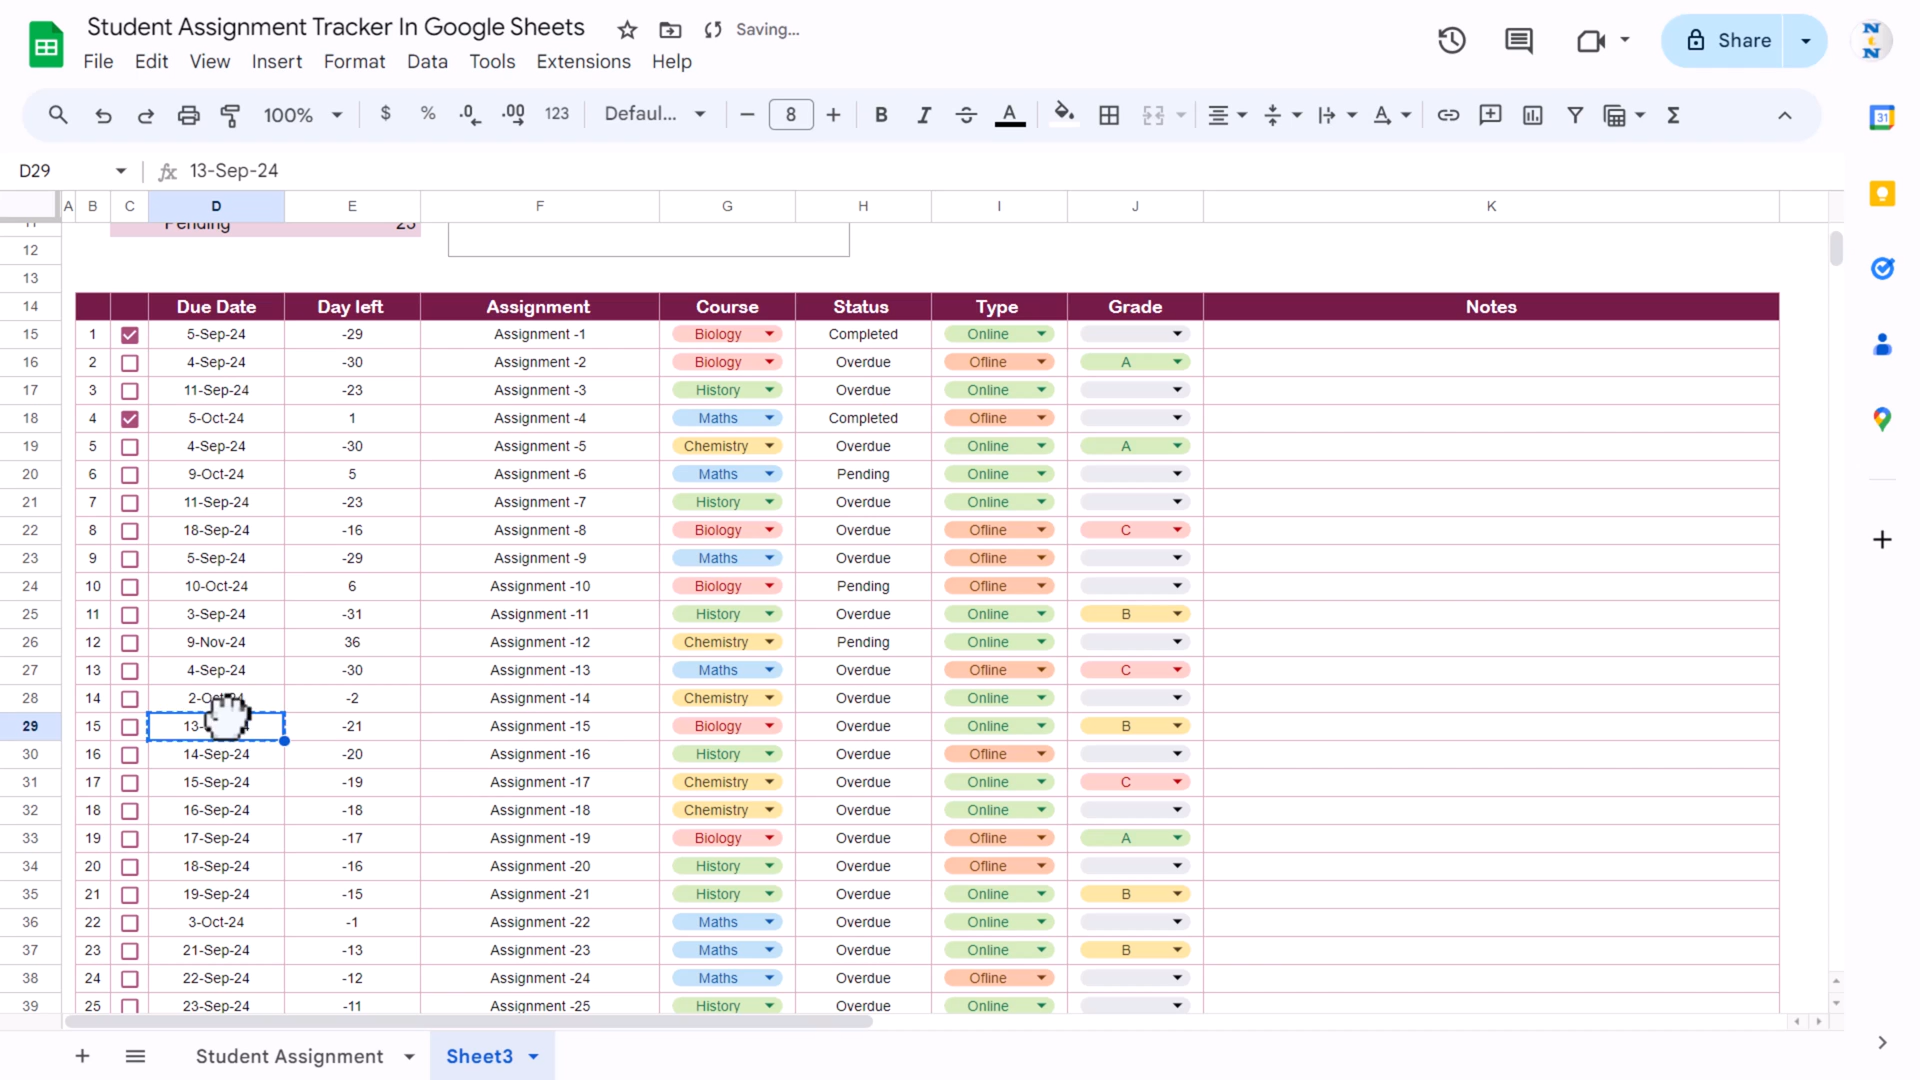 Student Assignment Tracker In Google Sheets Saving...
File Edit View Insert Format Data Tools Extensions Help
Share
100% $ % .0 .00 123 Defaul... 8 B I A
D29 13-Sep-24
A B C D E F G H I J K
Pending 25
12
13
14 Due Date Day left Assignment Course Status Type Grade Notes
15 1 5-Sep-24 -29 Assignment -1 Biology Completed Online
16 2 4-Sep-24 -30 Assignment -2 Biology Overdue Ofline A
17 3 11-Sep-24 -23 Assignment -3 History Overdue Online
18 4 5-Oct-24 1 Assignment -4 Maths Completed Ofline
19 5 4-Sep-24 -30 Assignment -5 Chemistry Overdue Online A
20 6 9-Oct-24 5 Assignment -6 Maths Pending Online
21 7 11-Sep-24 -23 Assignment -7 History Overdue Online
22 8 18-Sep-24 -16 Assignment -8 Biology Overdue Ofline C
23 9 5-Sep-24 -29 Assignment -9 Maths Overdue Ofline
24 10 10-Oct-24 6 Assignment -10 Biology Pending Ofline
25 11 3-Sep-24 -31 Assignment -11 History Overdue Online B
26 12 9-Nov-24 36 Assignment -12 Chemistry Pending Online
27 13 4-Sep-24 -30 Assignment -13 Maths Overdue Ofline C
28 14 -2 Assignment -14 Chemistry Overdue Online
29 15 -21 Assignment -15 Biology Overdue Online B
30 16 14-Sep-24 -20 Assignment -16 History Overdue Ofline
31 17 15-Sep-24 -19 Assignment -17 Chemistry Overdue Online C
32 18 16-Sep-24 -18 Assignment -18 Chemistry Overdue Online
33 19 17-Sep-24 -17 Assignment -19 Biology Overdue Ofline A
34 20 18-Sep-24 -16 Assignment -20 History Overdue Ofline
35 21 19-Sep-24 -15 Assignment -21 History Overdue Online B
36 22 3-Oct-24 -1 Assignment -22 Maths Overdue Online
37 23 21-Sep-24 -13 Assignment -23 Maths Overdue Online B
38 24 22-Sep-24 -12 Assignment -24 Maths Overdue Ofline
39 25 23-Sep-24 -11 Assignment -25 History Overdue Online
Student Assignment Sheet3